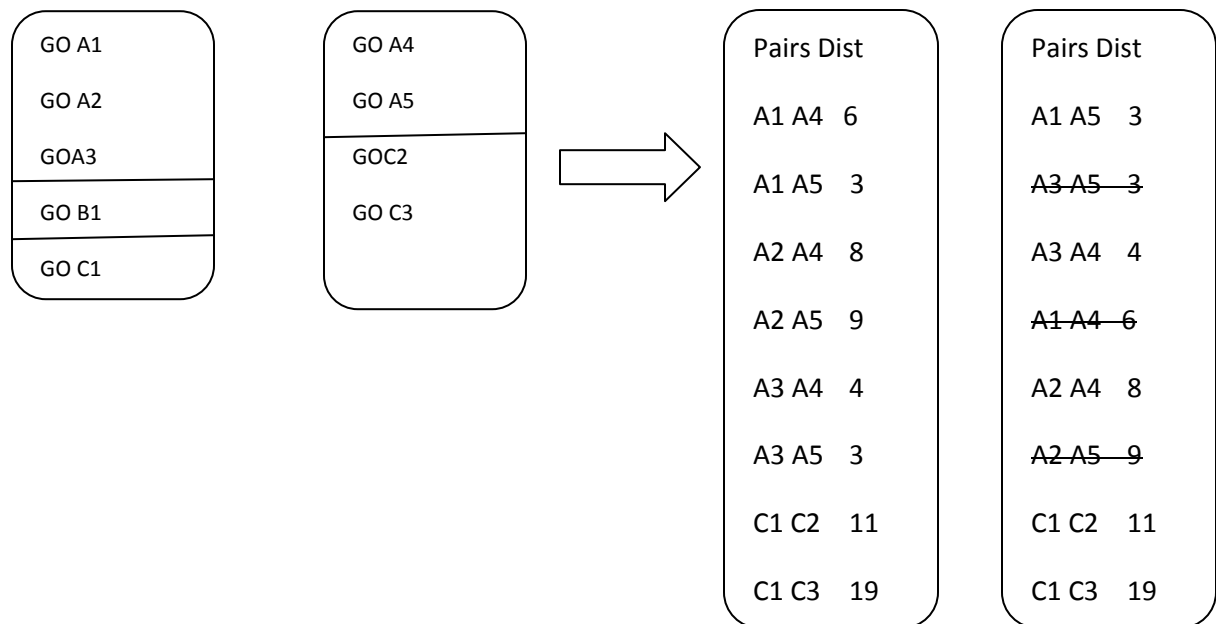 GO A1
GO A2
GOA3
GO B1
GO C1
GO A4
GO A5
GOC2
GO C3
Pairs Dist
A1 A4 6
A1 A5 3
A2 A4 8
A2 A5 9
A3 A4 4
A3 A5 3
C1 C2 11
C1 C3 19
Pairs Dist
A1 A5 3
A3 A5 3
A3 A4 4
A1 A4 6
A2 A4 8
A2 A5 9
C1 C2 11
C1 C3 19